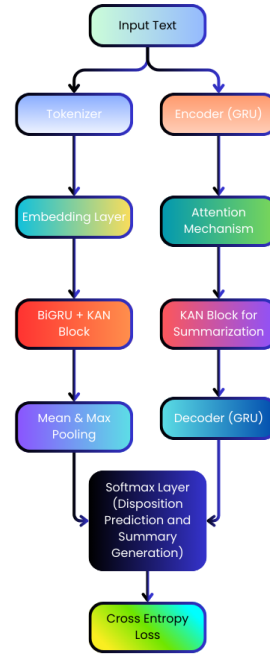 Input Text
Tokenizer
Encoder (GRU)
Embedding Layer
Attention
Mechanism
BiGRU + KAN
Block
KAN Block for
Summarization
Mean & Max
Pooling
Decoder (GRU)
Softmax Layer
(Disposition
Prediction and
Summary
Generation)
Cross Entropy
Loss